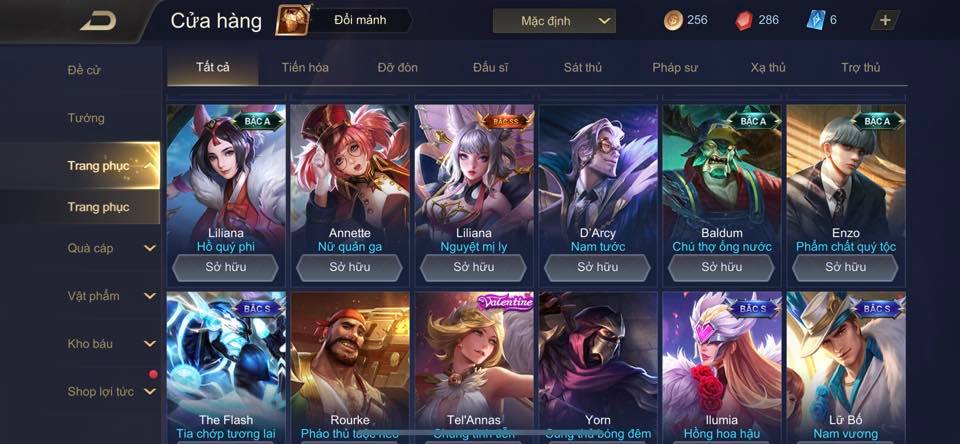 Cửa hàng
Đổi mảnh
Mặc định
256
286
6
Đề cử
Tướng
Trang phục
Trang phục
Quà cáp
Vật phẩm
Kho báu
Shop lợi tức
Tất cả
Tiến hóa
Đỡ đòn
Đấu sĩ
Sát thủ
Pháp sư
Xạ thủ
Trợ thủ
BẬC A
Liliana
Hồ quý phi
Sở hữu
Annette
Nữ quản ga
Sở hữu
BẬC SS
Liliana
Nguyệt mị ly
Sở hữu
D'Arcy
Nam tước
Sở hữu
BẬC A
Baldum
Chú thợ ống nước
Sở hữu
BẬC A
Enzo
Phẩm chất quý tộc
Sở hữu
BẬC S
The Flash
Tia chớp tương lai
Rourke
Pháo thủ
Valentine
Tel'Annas
Yorn
Cung thủ bóng đêm
BẬC S
Ilumia
Hồng hoa hậu
BẬC S
Lữ Bố
Nam vương